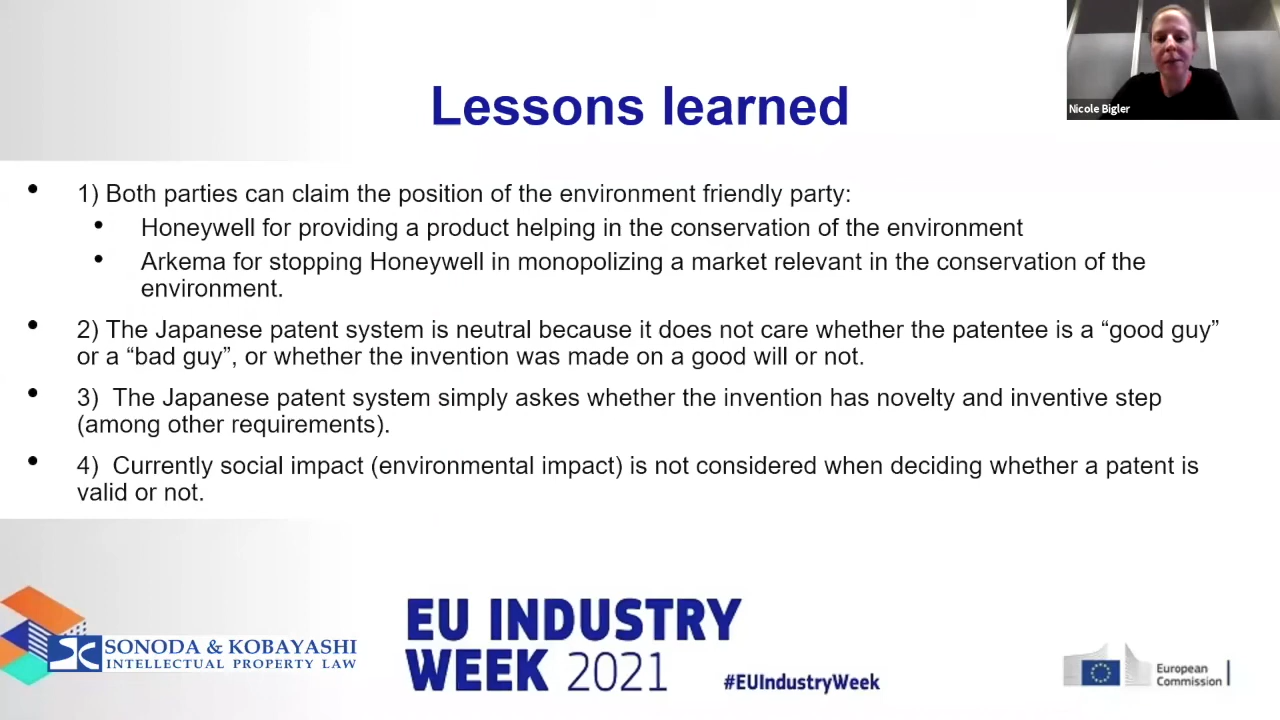 Nicole Bigler
Lessons learned
• 1) Both parties can claim the position of the environment friendly party:
• Honeywell for providing a product helping in the conservation of the environment
• Arkema for stopping Honeywell in monopolizing a market relevant in the conservation of the
environment.
• 2) The Japanese patent system is neutral because it does not care whether the patentee is a “good guy”
or a “bad guy”, or whether the invention was made on a good will or not.
• 3) The Japanese patent system simply askes whether the invention has novelty and inventive step
(among other requirements).
• 4) Currently social impact (environmental impact) is not considered when deciding whether a patent is
valid or not.
SONODA & KOBAYASHI
INTELLECTUAL PROPERTY LAW
EU INDUSTRY
WEEK 2021
#EUIndustryWeek
European
Commission